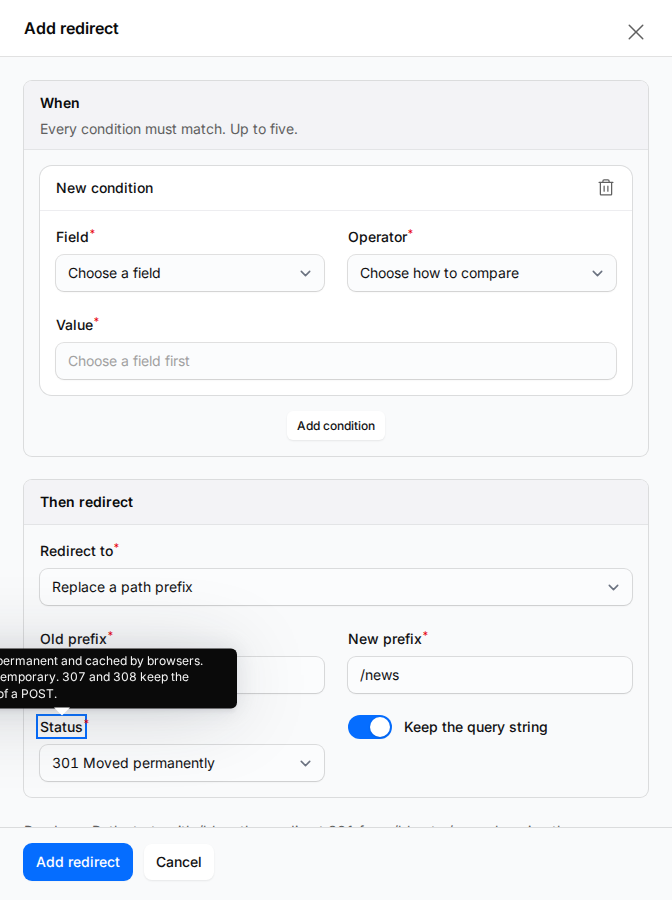 Add redirect
When
Every condition must match. Up to five.
New condition
Field*
Operator*
Choose a field
Choose how to compare
Value*
Choose a field first
Add condition
Then redirect
Redirect to*
Replace a path prefix
Old prefix*
New prefix*
permanent and cached by browsers.
emporary. 307 and 308 keep the
of a POST.
/news
Status*
Keep the query string
301 Moved permanently
Add redirect
Cancel